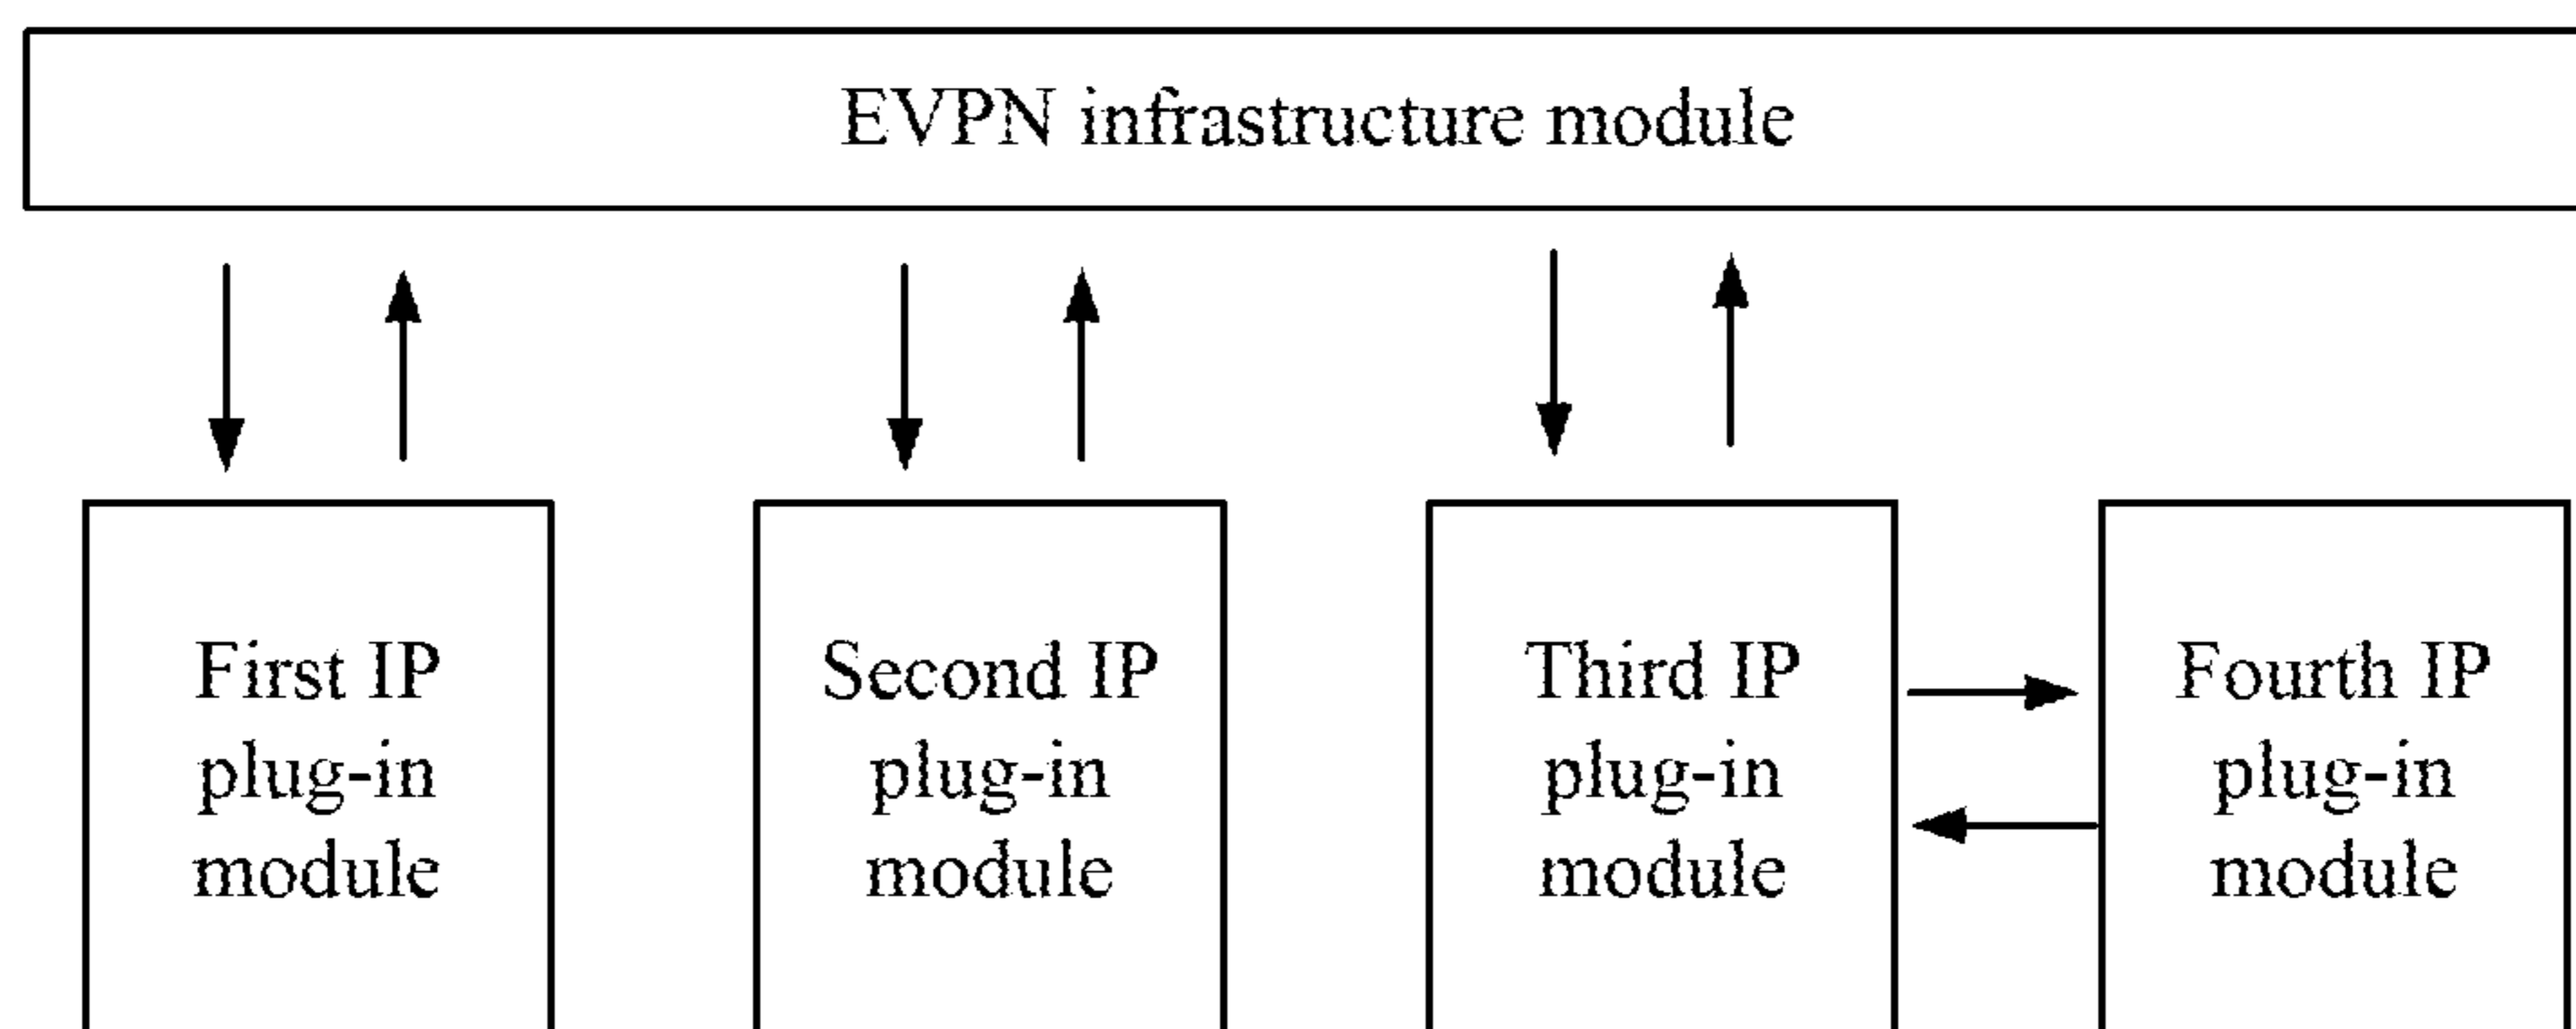 EVPN infrastructure module
First IP
plug-in
module
Second IP
plug-in
module
Third IP
plug-in
module
Fourth IP
plug-in
module